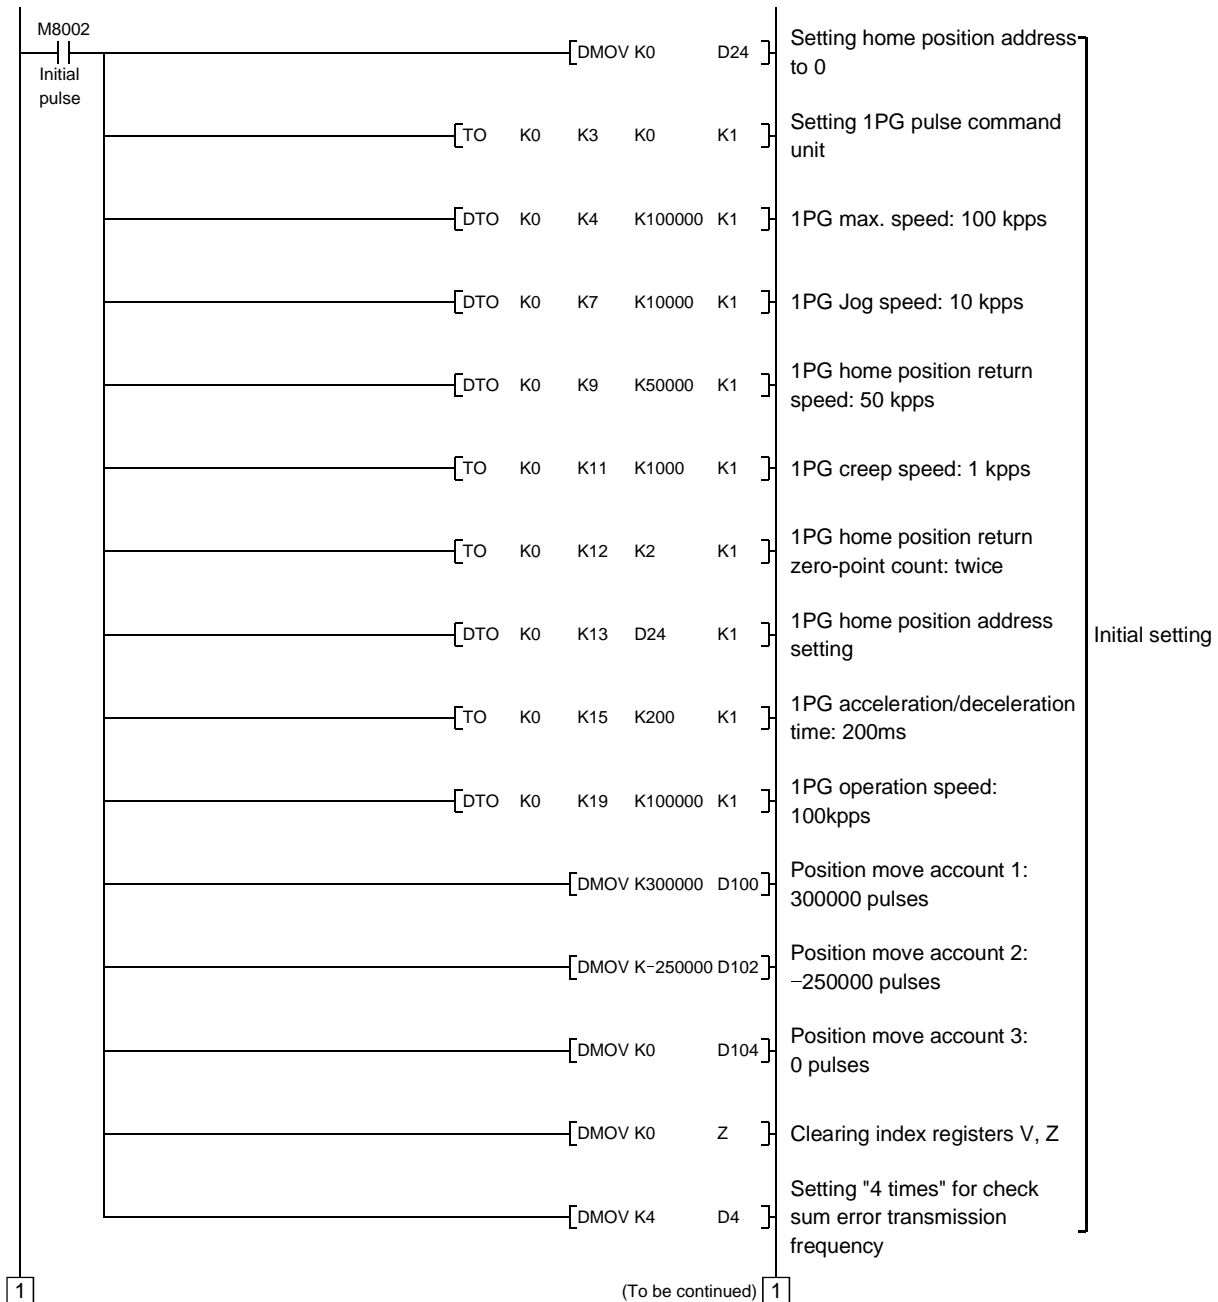 M8002
Initial
pulse
DMOV K0 D24
Setting home position address
to 0
TO K0 K3 K0 K1
Setting 1PG pulse command
unit
DTO K0 K4 K100000 K1
1PG max. speed: 100 kpps
DTO K0 K7 K10000 K1
1PG Jog speed: 10 kpps
DTO K0 K9 K50000 K1
1PG home position return
speed: 50 kpps
TO K0 K11 K1000 K1
1PG creep speed: 1 kpps
TO K0 K12 K2 K1
1PG home position return
zero-point count: twice
DTO K0 K13 D24 K1
1PG home position address
setting
Initial setting
TO K0 K15 K200 K1
1PG acceleration/deceleration
time: 200ms
DTO K0 K19 K100000 K1
1PG operation speed:
100kpps
DMOV K300000 D100
Position move account 1:
300000 pulses
DMOV K−250000 D102
Position move account 2:
−250000 pulses
DMOV K0 D104
Position move account 3:
0 pulses
DMOV K0 Z
Clearing index registers V, Z
DMOV K4 D4
Setting "4 times" for check
sum error transmission
frequency
1
(To be continued) 1